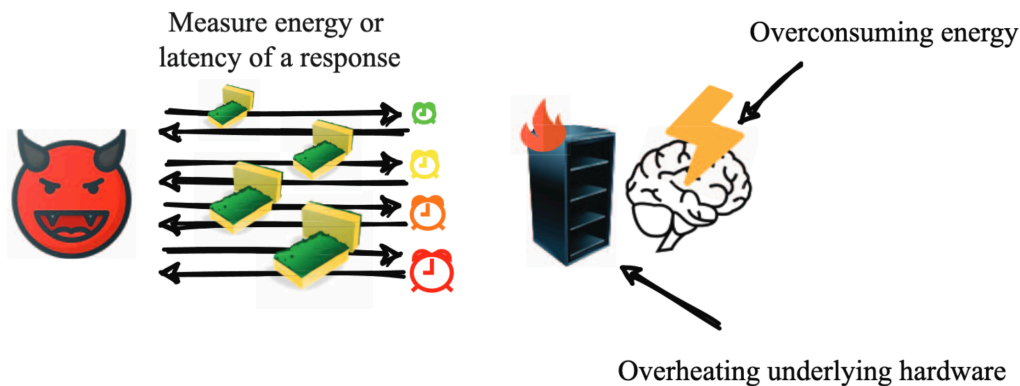 Measure energy or
latency of a response
Overconsuming energy
Overheating underlying hardware